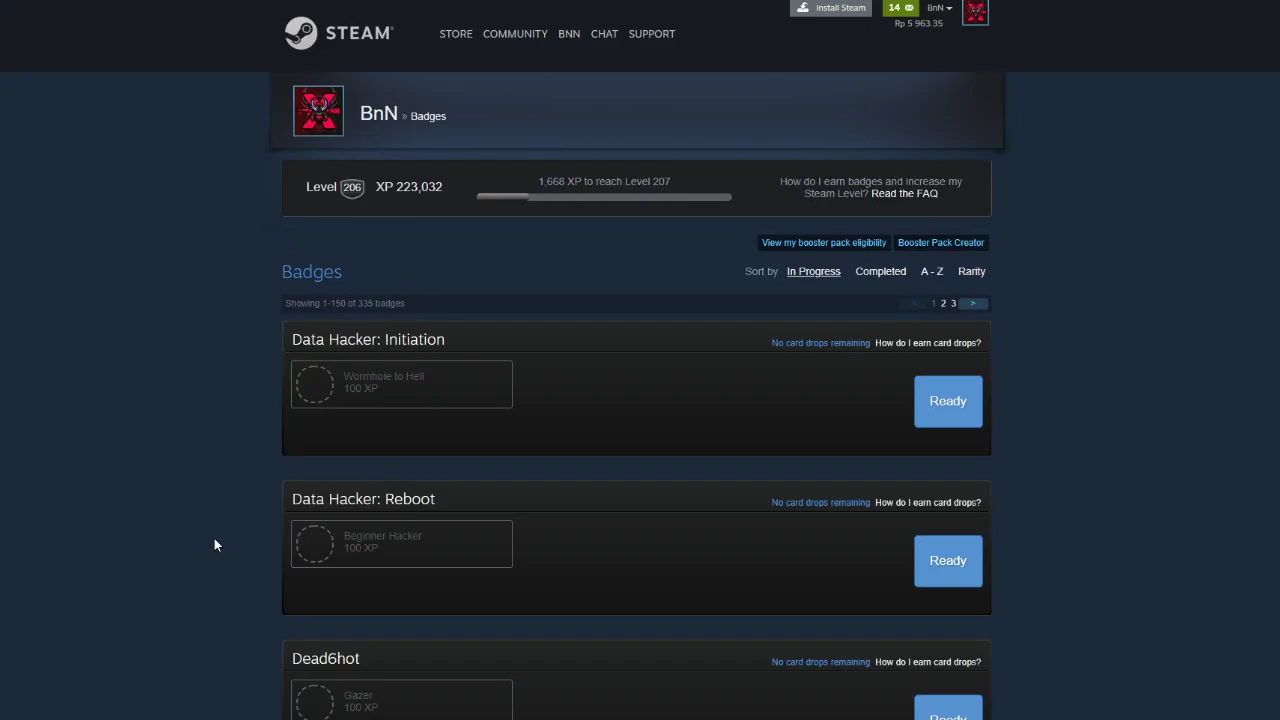 Install Steam
14
BnN
Rp 5 963.35
STEAM®
STORE COMMUNITY BNN CHAT SUPPORT
BnN » Badges
Level 206 XP 223,032
1,668 XP to reach Level 207
How do I earn badges and increase my
Steam Level? Read the FAQ
View my booster pack eligibility
Booster Pack Creator
Badges
Sort by In Progress Completed A - Z Rarity
Showing 1-150 of 335 badges
< 1 2 3 >
Data Hacker: Initiation
No card drops remaining How do I earn card drops?
Wormhole to Hell
100 XP
Ready
Data Hacker: Reboot
No card drops remaining How do I earn card drops?
Beginner Hacker
100 XP
Ready
Dead6hot
No card drops remaining How do I earn card drops?
Gazer
100 XP
Ready